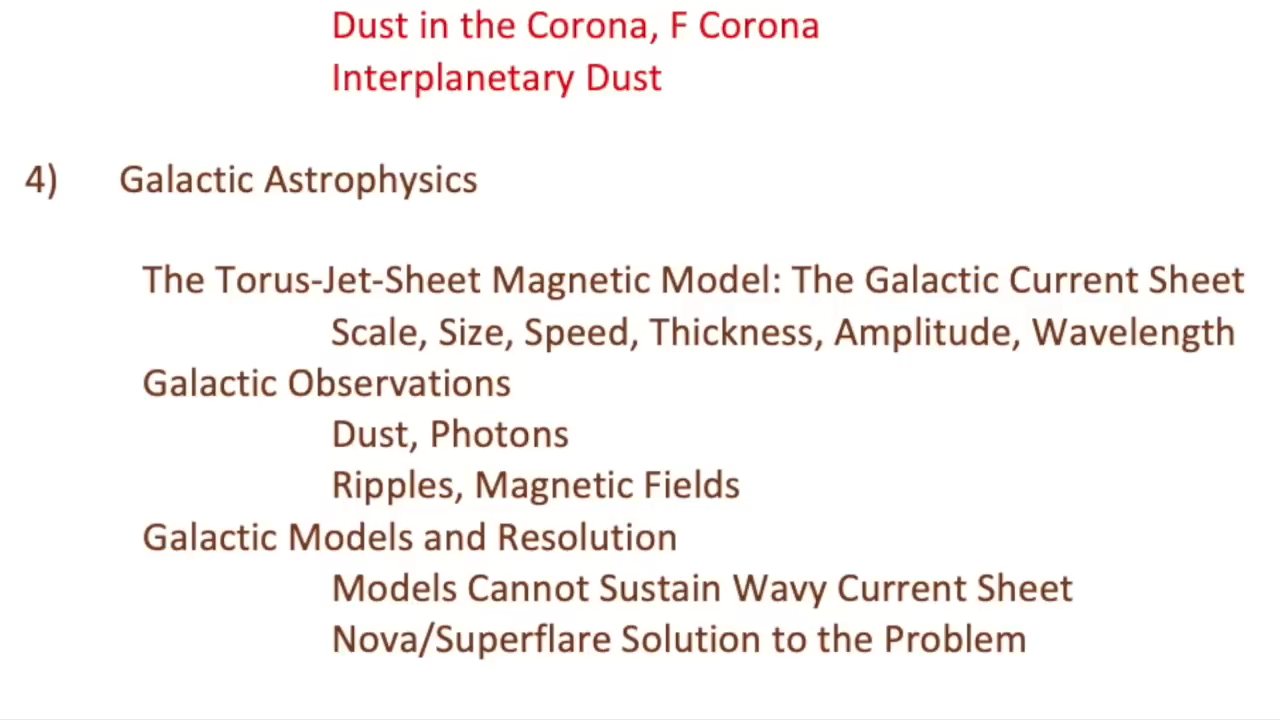 Dust in the Corona, F Corona
Interplanetary Dust
4) Galactic Astrophysics
The Torus-Jet-Sheet Magnetic Model: The Galactic Current Sheet
Scale, Size, Speed, Thickness, Amplitude, Wavelength
Galactic Observations
Dust, Photons
Ripples, Magnetic Fields
Galactic Models and Resolution
Models Cannot Sustain Wavy Current Sheet
Nova/Superflare Solution to the Problem